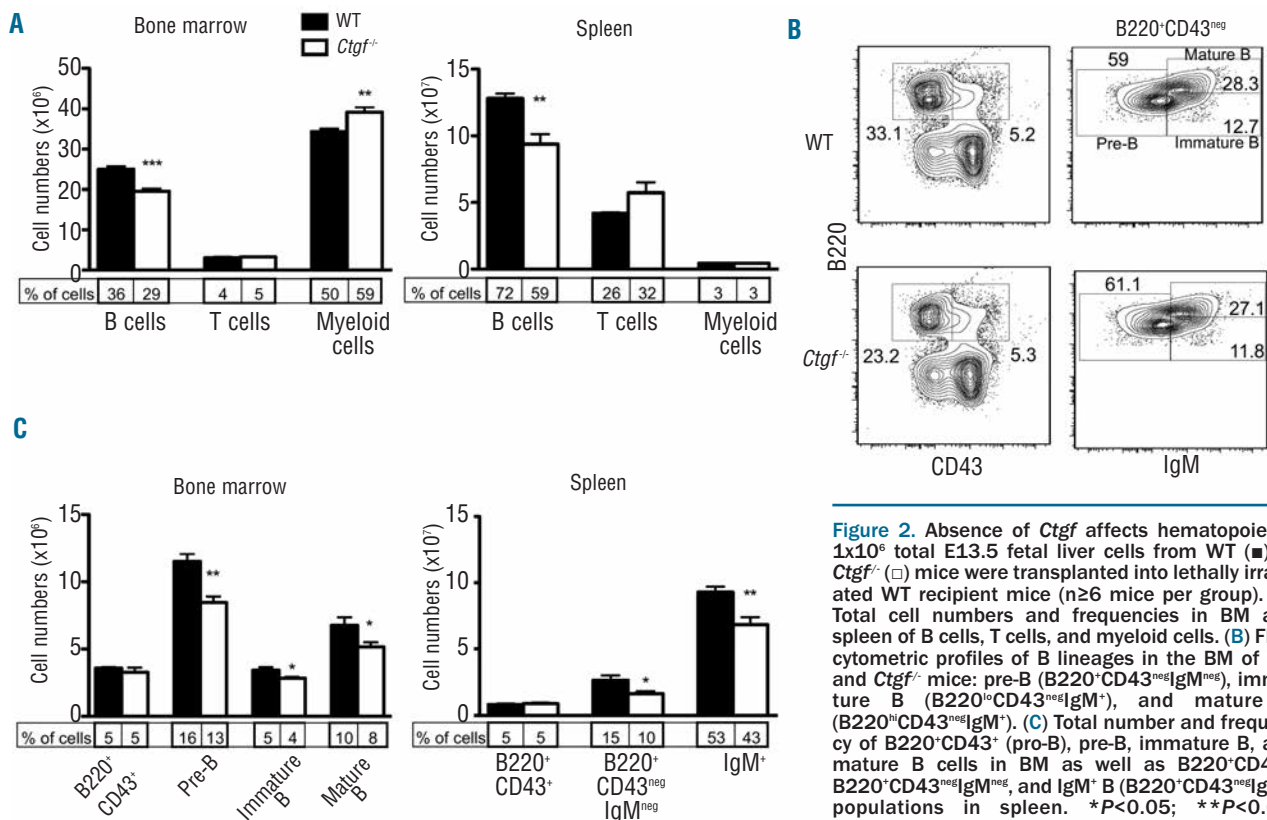 A
Bone marrow
WT
Ctgf-/-
Spleen
Cell numbers (x10⁶)
50
40
30
20
10
0
***
**
% of cells
36 29
4 5
50 59
B cells
T cells
Myeloid cells
Cell numbers (x10⁷)
15
10
5
0
**
% of cells
72 59
26 32
3 3
B cells
T cells
Myeloid cells
B
B220⁺CD43ⁿᵉᵍ
WT
33.1
5.2
59
Mature B
28.3
12.7
Pre-B
Immature B
B220
Ctgf-/-
23.2
5.3
61.1
27.1
11.8
CD43
IgM
C
Bone marrow
Cell numbers (x10⁶)
15
10
5
0
**
*
*
% of cells
5 5
16 13
5 4
10 8
B220⁺ CD43⁺
Pre-B
Immature B
Mature B
Spleen
Cell numbers (x10⁷)
15
10
5
0
*
**
% of cells
5 5
15 10
53 43
B220⁺ CD43⁺
B220⁺ CD43ⁿᵉᵍ IgMⁿᵉᵍ
IgM⁺
Figure 2. Absence of Ctgf affects hematopoie
1x10⁶ total E13.5 fetal liver cells from WT (■)
Ctgf-/- (□) mice were transplanted into lethally irra
ated WT recipient mice (n≥6 mice per group).
Total cell numbers and frequencies in BM a
spleen of B cells, T cells, and myeloid cells. (B) F
cytometric profiles of B lineages in the BM of
and Ctgf-/- mice: pre-B (B220⁺CD43ⁿᵉᵍIgMⁿᵉᵍ), imm
ture B (B220ˡᵒCD43ⁿᵉᵍIgM⁺), and mature
(B220ʰⁱCD43ⁿᵉᵍIgM⁺). (C) Total number and freque
cy of B220⁺CD43⁺ (pro-B), pre-B, immature B, a
mature B cells in BM as well as B220⁺CD4
B220⁺CD43ⁿᵉᵍIgMⁿᵉᵍ, and IgM⁺ B (B220⁺CD43ⁿᵉᵍIg
populations in spleen. *P<0.05; **P<0.